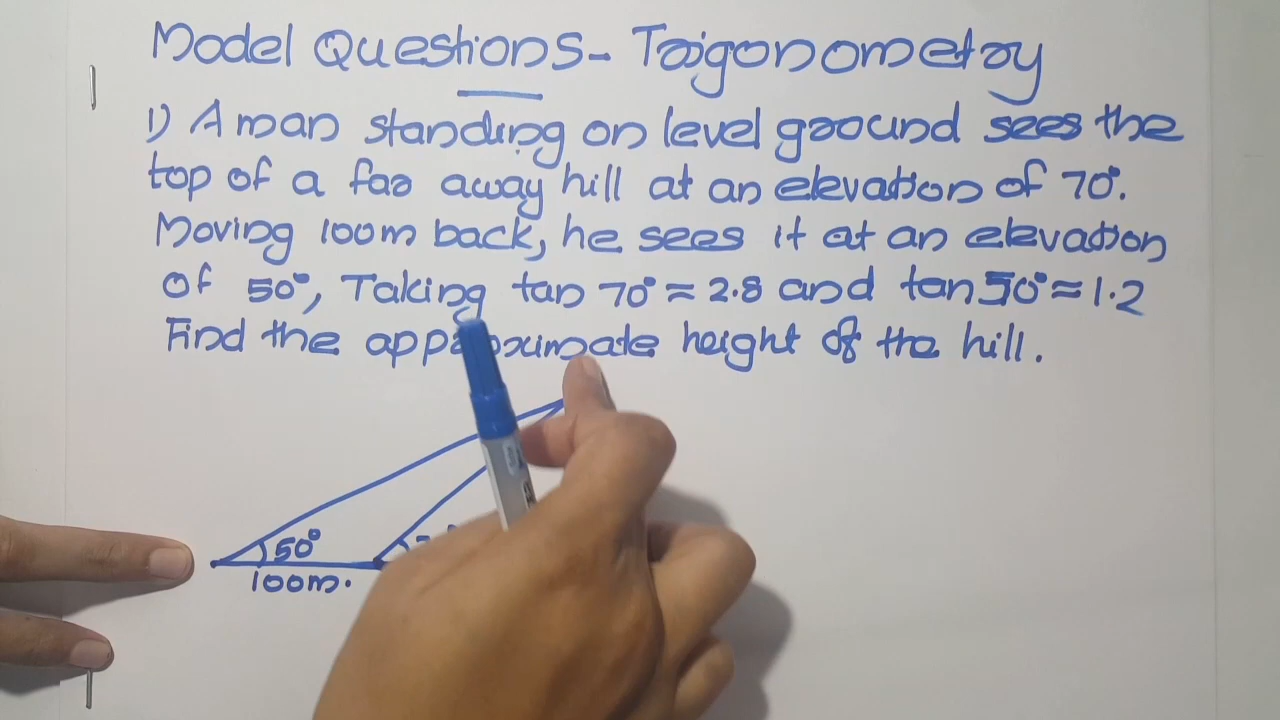 Model Questions - Trigonometry
1) A man standing on level ground sees the
top of a far away hill at an elevation of 70°.
Moving 100m back, he sees it at an elevation
of 50°, Taking tan 70° ≈ 2.8 and tan 50° ≈ 1.2
Find the approximate height of the hill.
50°
100m.